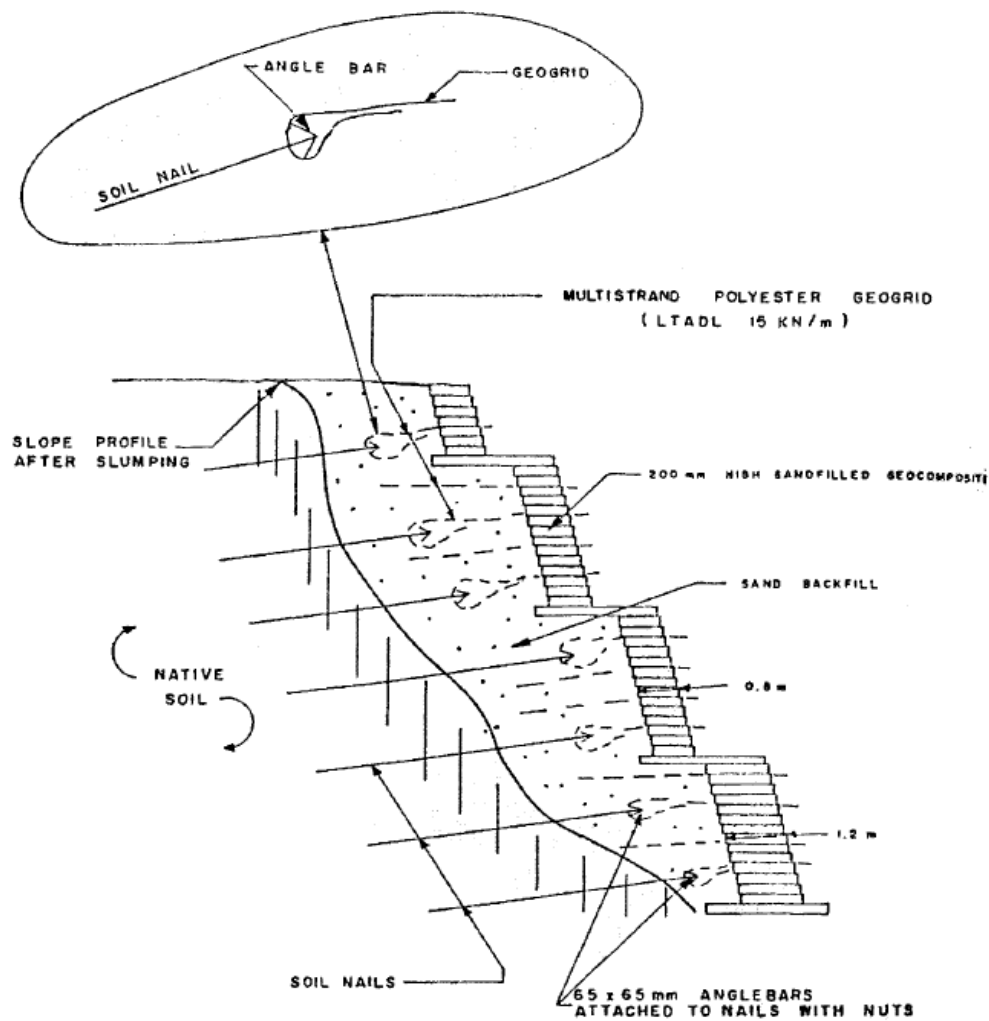 ANGLE BAR
GEOGRID
SOIL NAIL
MULTISTRAND POLYESTER GEOGRID
(LTADL 15 KN/m)
SLOPE PROFILE
AFTER SLUMPING
200 mm HIGH SANDFILLED GEOCOMPOSITE
SAND BACKFILL
NATIVE
SOIL
0.8 m
1.2 m
SOIL NAILS
65 x 65 mm ANGLEBARS
ATTACHED TO NAILS WITH NUTS